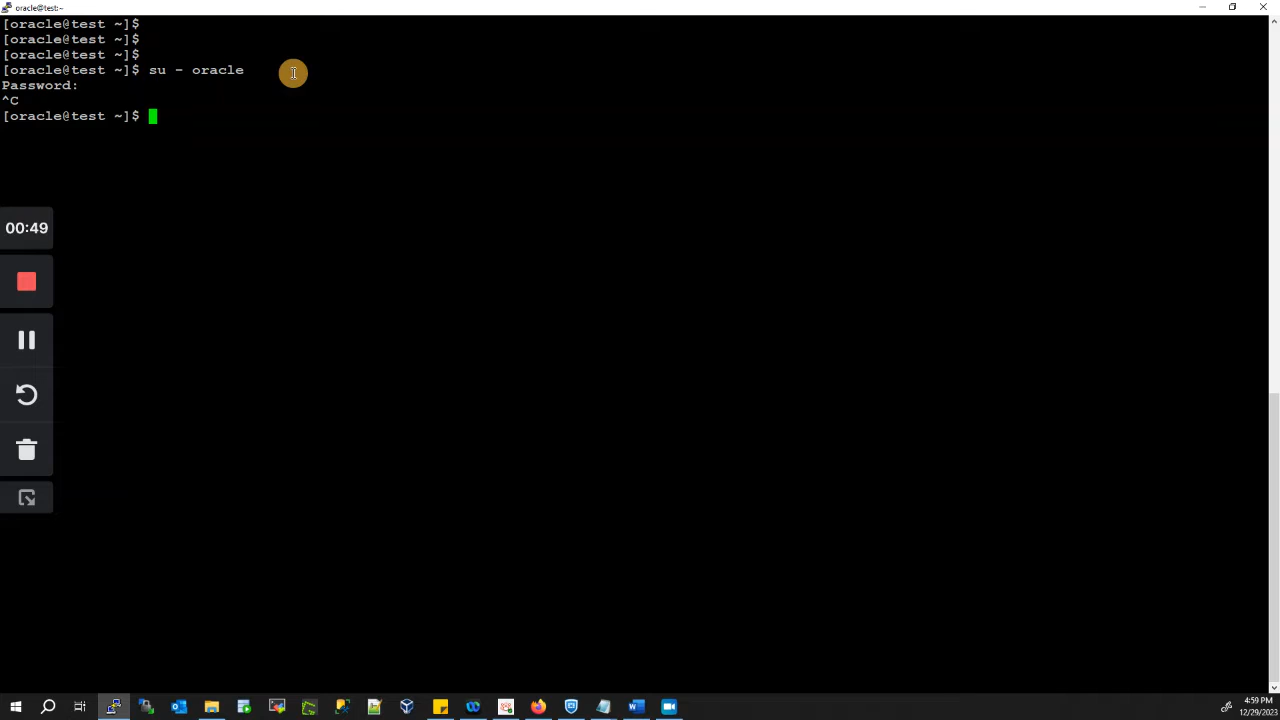 oracle@test:~
[oracle@test ~]$
[oracle@test ~]$
[oracle@test ~]$
[oracle@test ~]$ su - oracle
Password:
^C
[oracle@test ~]$
00:49
4:59 PM
12/29/2023